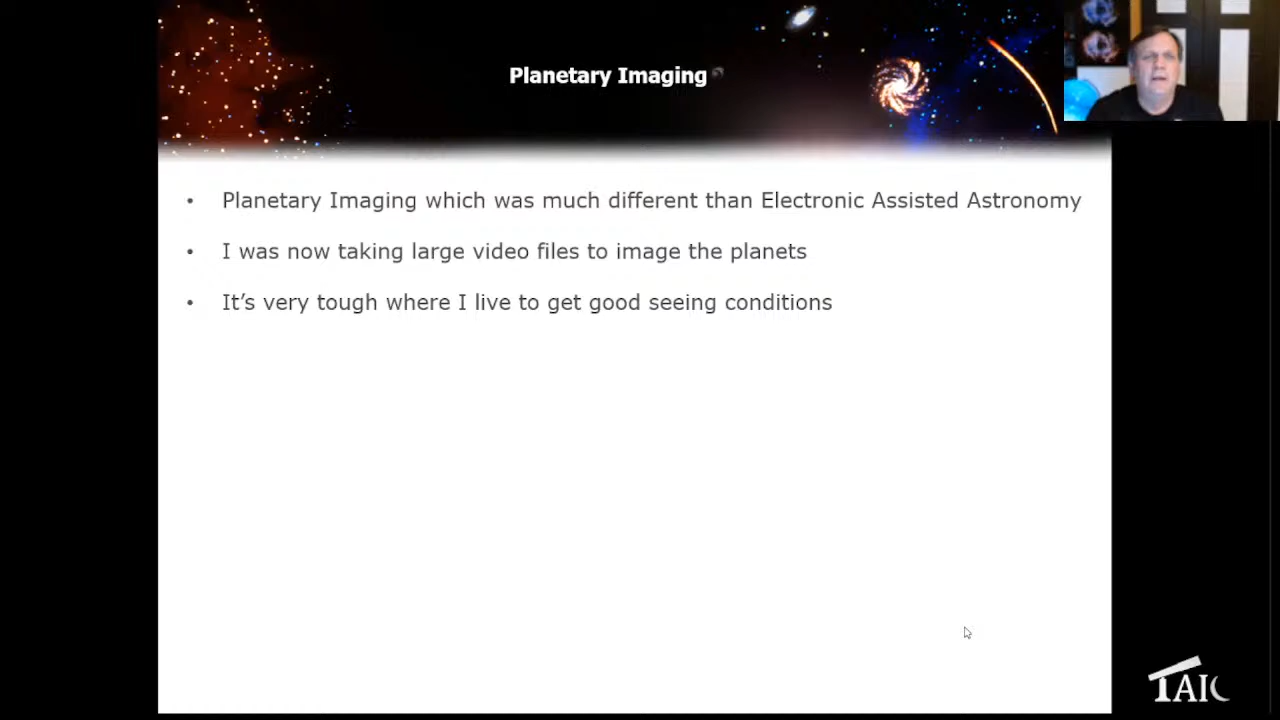 Planetary Imaging
• Planetary Imaging which was much different than Electronic Assisted Astronomy
• I was now taking large video files to image the planets
• It’s very tough where I live to get good seeing conditions
TAIC